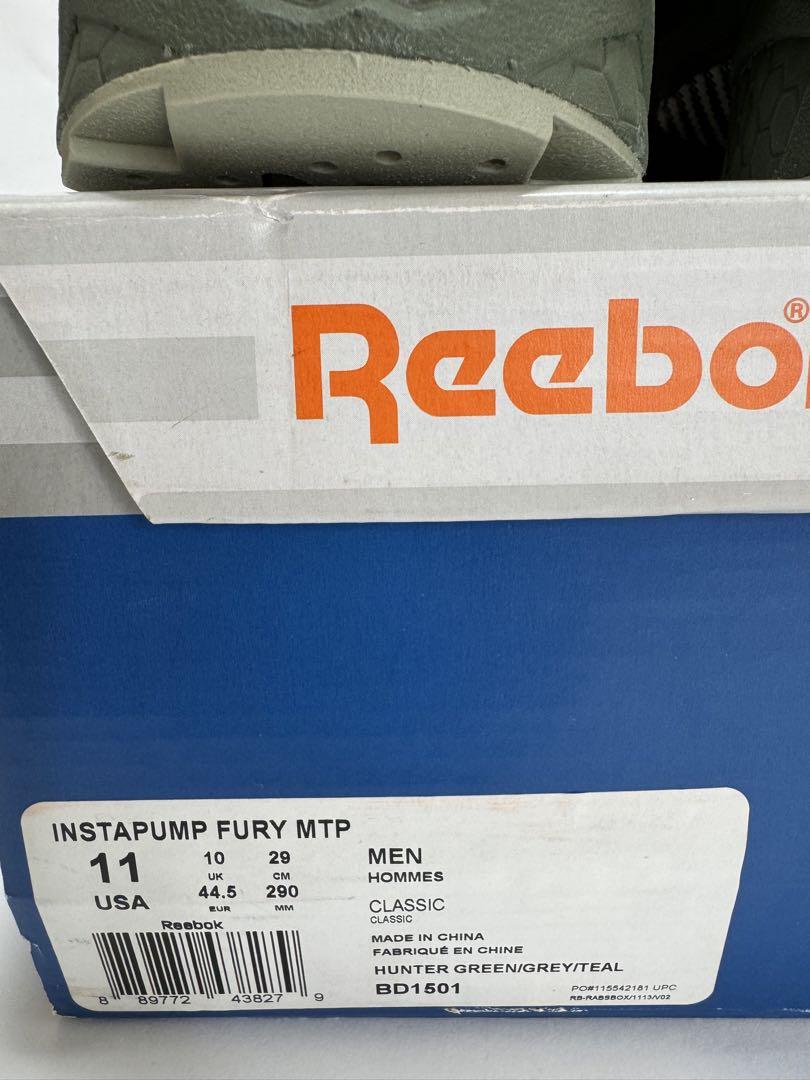 Reebo
®
INSTAPUMP FURY MTP
11
USA
10
UK
44.5
EUR
29
CM
290
MM
MEN
HOMMES
CLASSIC
CLASSIC
MADE IN CHINA
FABRIQUÉ EN CHINE
HUNTER GREEN/GREY/TEAL
BD1501
PO#115542181 UPC
RB-RABSBOX/1113/V02
Reebok
8 89772 43827 9